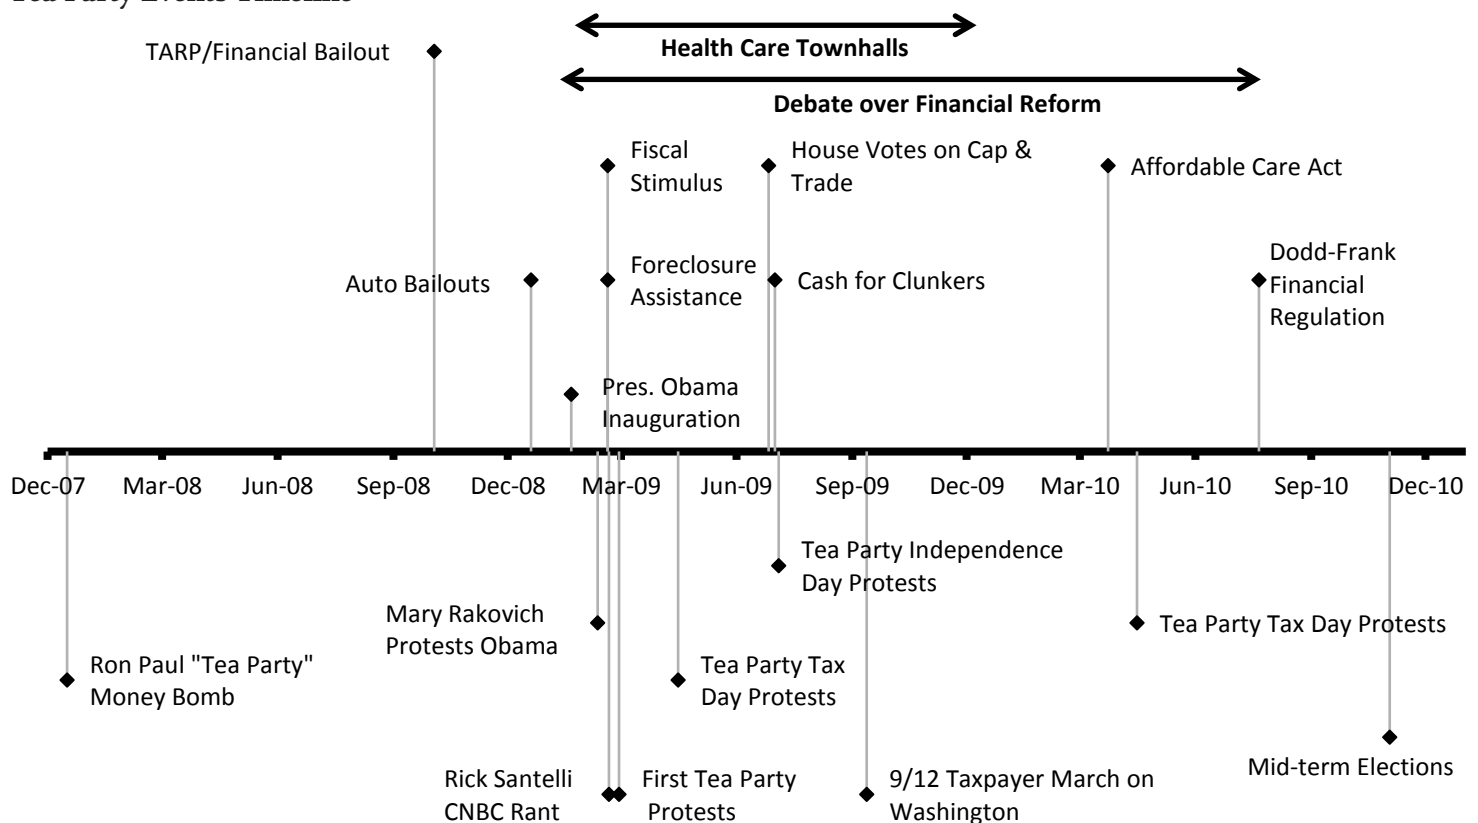 Tea Party Events Timeline
Health Care Townhalls
TARP/Financial Bailout
Debate over Financial Reform
Fiscal
Stimulus
House Votes on Cap &
Trade
Affordable Care Act
Auto Bailouts
Foreclosure
Assistance
Cash for Clunkers
Dodd-Frank
Financial
Regulation
Pres. Obama
Inauguration
Dec-07 Mar-08 Jun-08 Sep-08 Dec-08 Mar-09 Jun-09 Sep-09 Dec-09 Mar-10 Jun-10 Sep-10 Dec-10
Tea Party Independence
Day Protests
Mary Rakovich
Protests Obama
Tea Party Tax Day Protests
Ron Paul "Tea Party"
Money Bomb
Tea Party Tax
Day Protests
Mid-term Elections
Rick Santelli
CNBC Rant
First Tea Party
Protests
9/12 Taxpayer March on
Washington